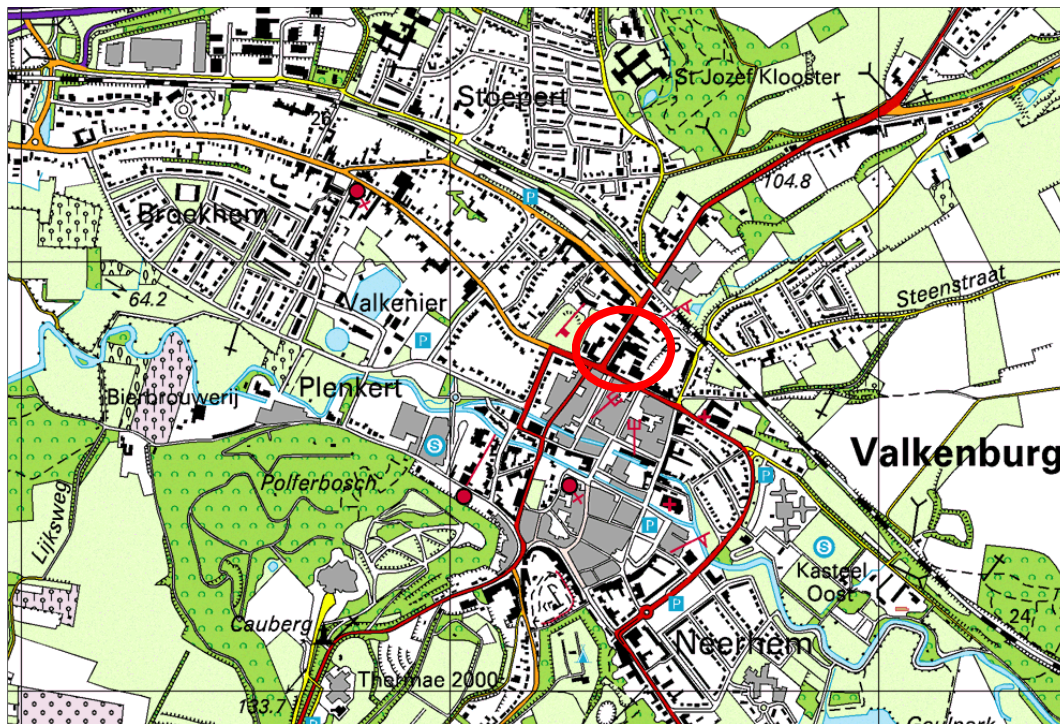 St Jozef Klooster
Stoepert
26
104.8
Broekhem
Steenstraat
64.2
Valkenier
P
P
Plenkert
Bierbrouwerij
Valkenburg
S
Polferbosch
P
Lijksweg
P
S
Kasteel
Oost
Cauberg
P
24
Neerhem
Thermae 2000
133.7
P